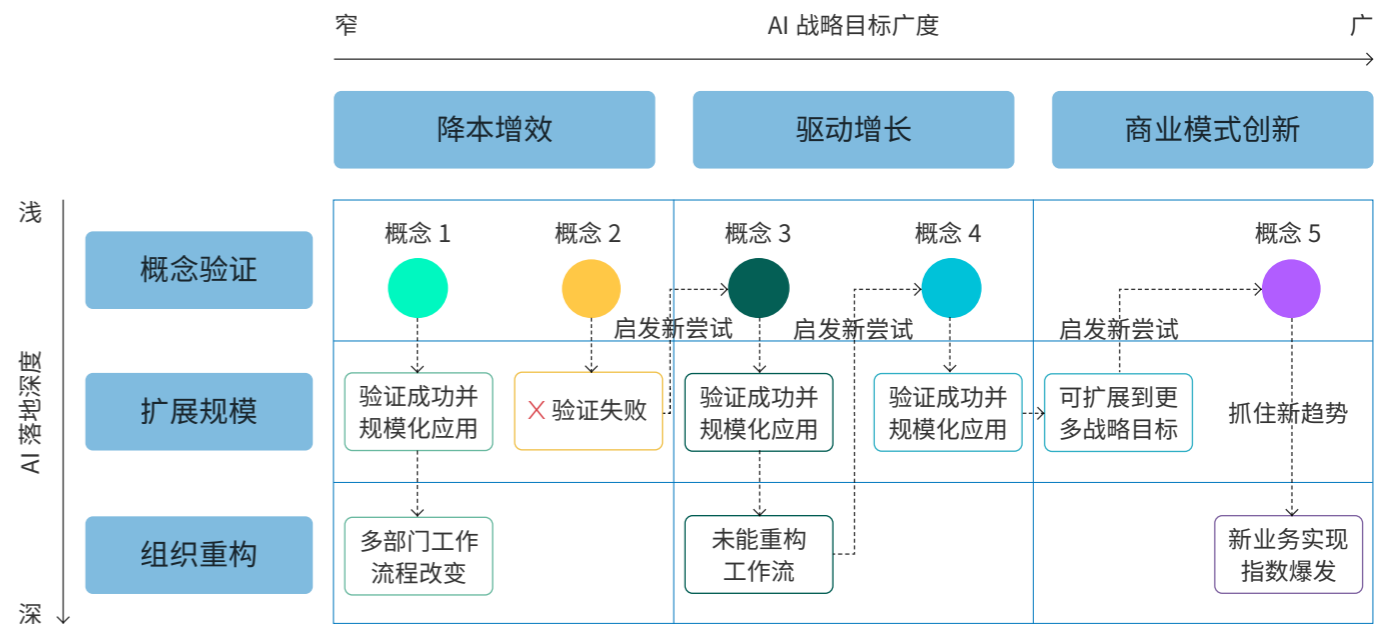 窄
AI 战略目标广度
广
降本增效
驱动增长
商业模式创新
浅
AI 落地深度
深
概念验证
扩展规模
组织重构
概念 1
概念 2
概念 3
概念 4
概念 5
启发新尝试
启发新尝试
启发新尝试
验证成功并
规模化应用
X 验证失败
验证成功并
规模化应用
验证成功并
规模化应用
可扩展到更
多战略目标
抓住新趋势
多部门工作
流程改变
未能重构
工作流
新业务实现
指数爆发